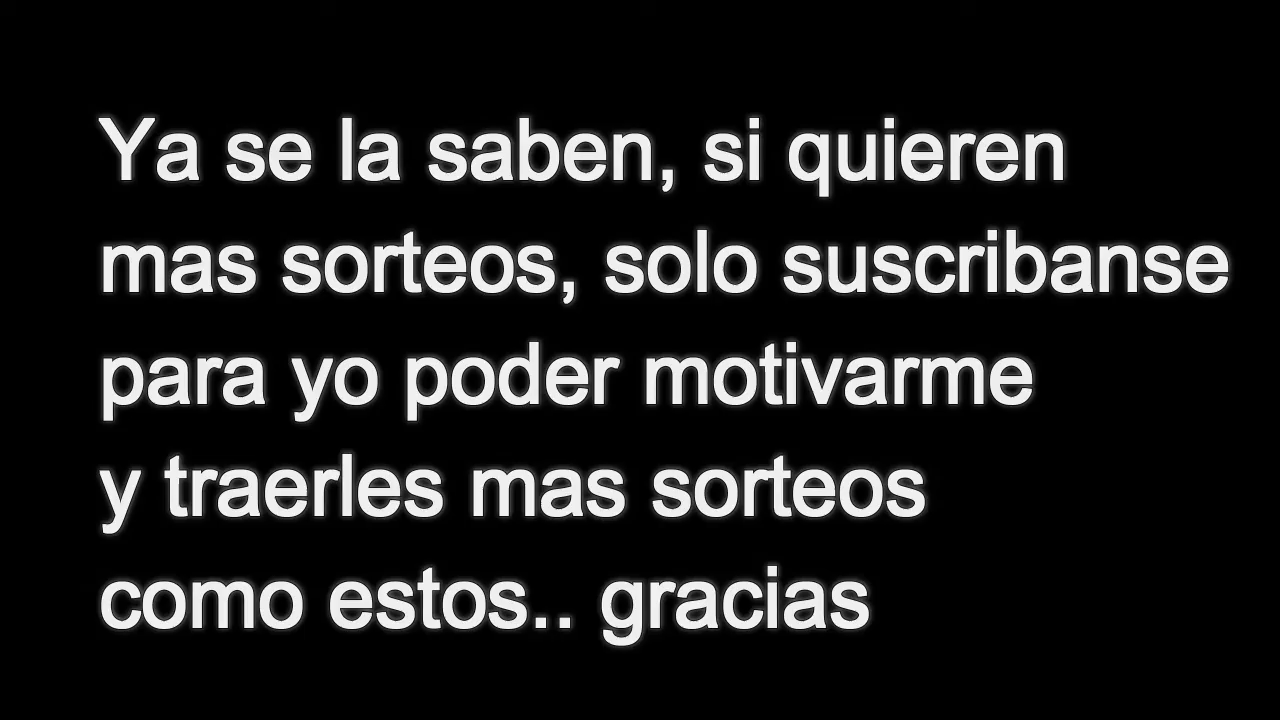 Ya se la saben, si quieren
mas sorteos, solo suscribanse
para yo poder motivarme
y traerles mas sorteos
como estos.. gracias